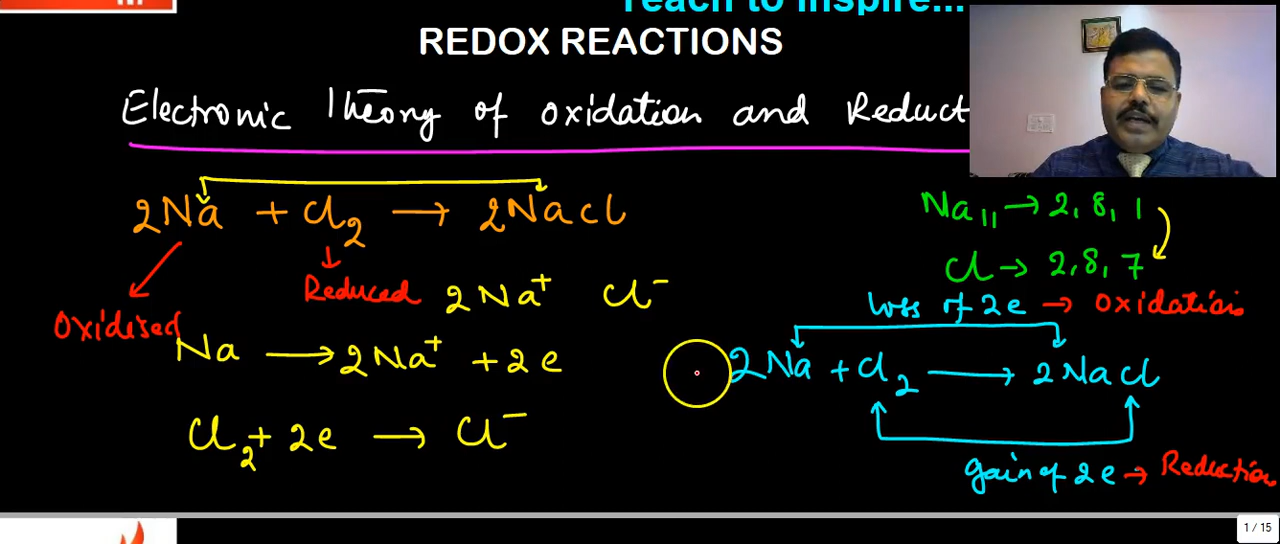 Teach to Inspire...
REDOX REACTIONS
Electronic Theory of Oxidation and Reduct
2Na + Cl₂ → 2NaCl
Oxidised
Reduced
2Na⁺ Cl⁻
Na → 2Na⁺ + 2e
Cl₂ + 2e → Cl⁻
Na₁₁ → 2, 8, 1
Cl → 2, 8, 7
loss of 2e → Oxidation
2Na + Cl₂ → 2NaCl
gain of 2e → Reduction
1 / 15